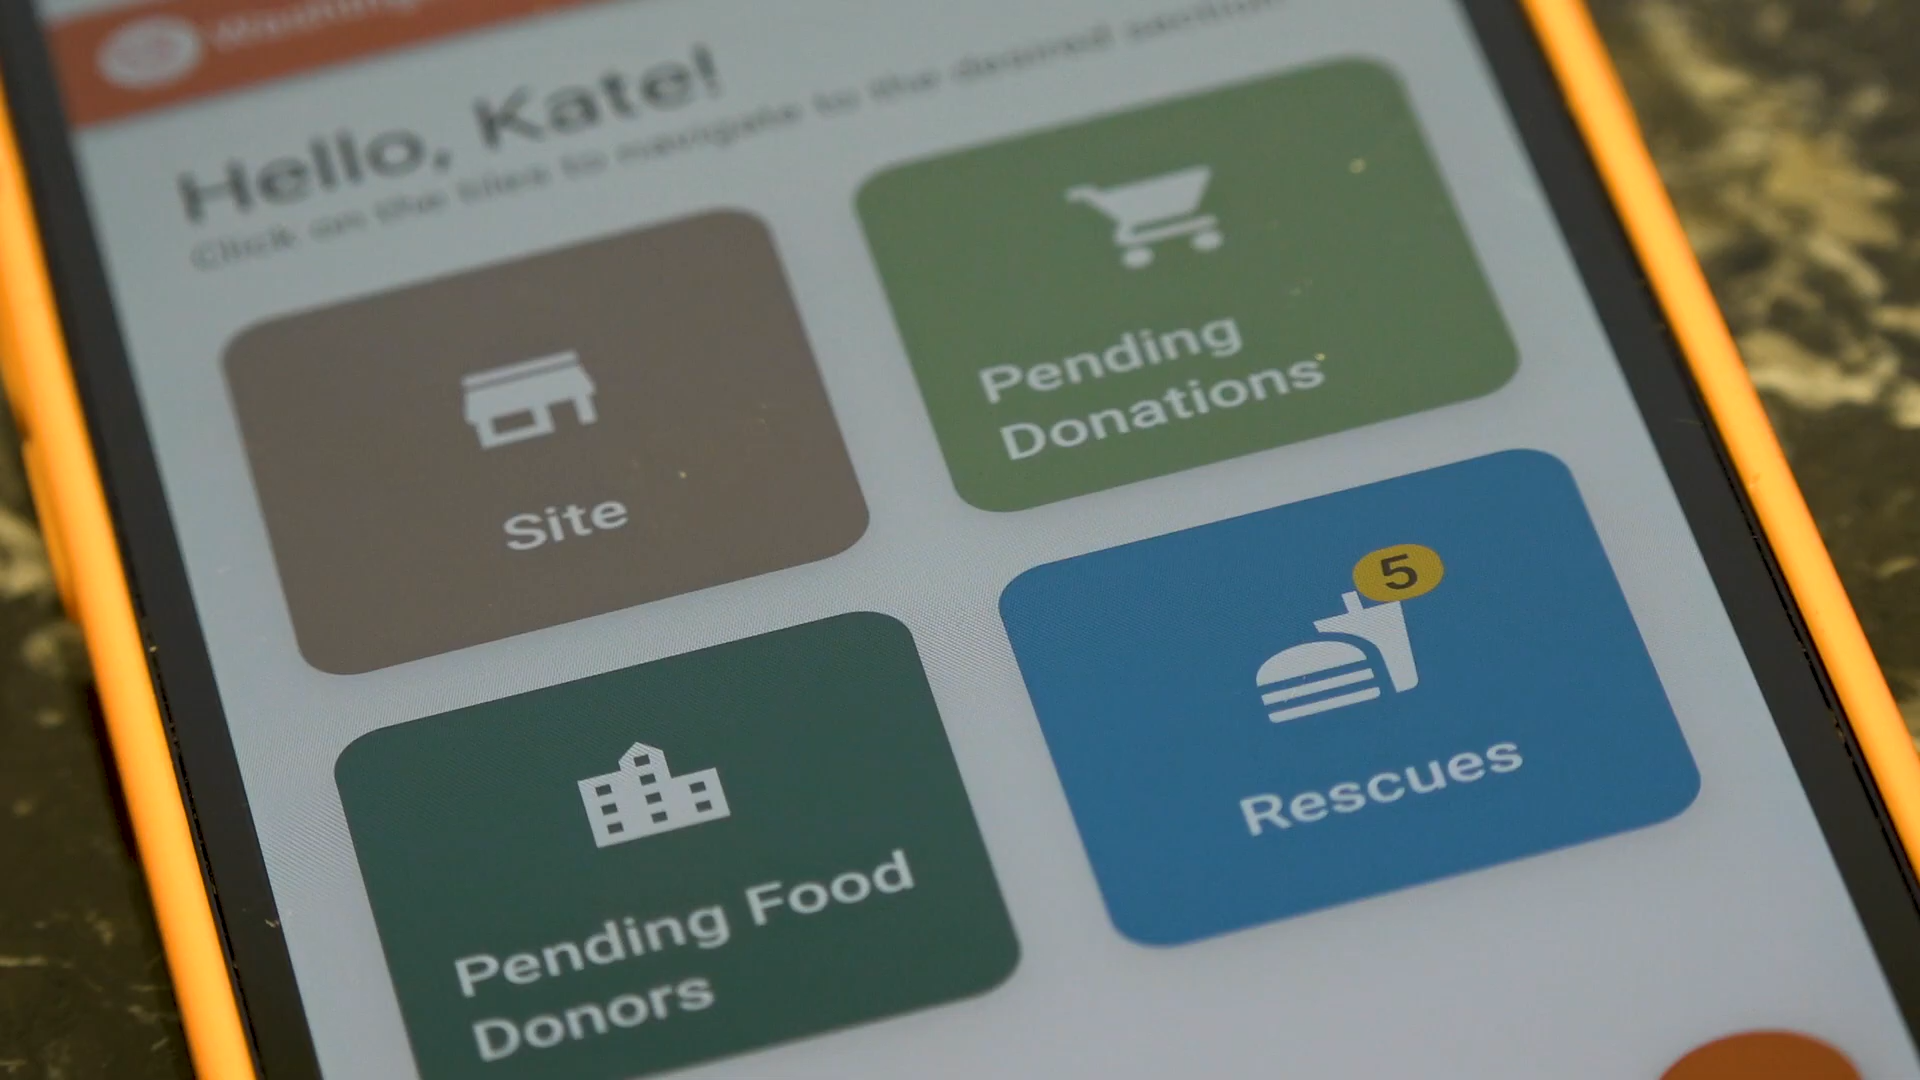 Hello, Kate!
Click on the tiles to navigate to the desired section
Site
Pending
Donations
5
Rescues
Pending Food
Donors